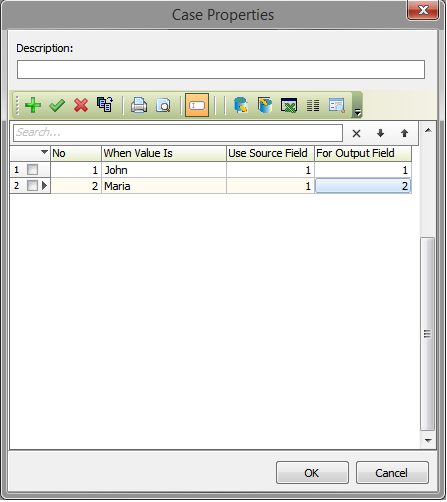 Case Properties
Description:
Search...
No When Value Is Use Source Field For Output Field
1 1 John 1 1
2 2 Maria 1 2
OK Cancel